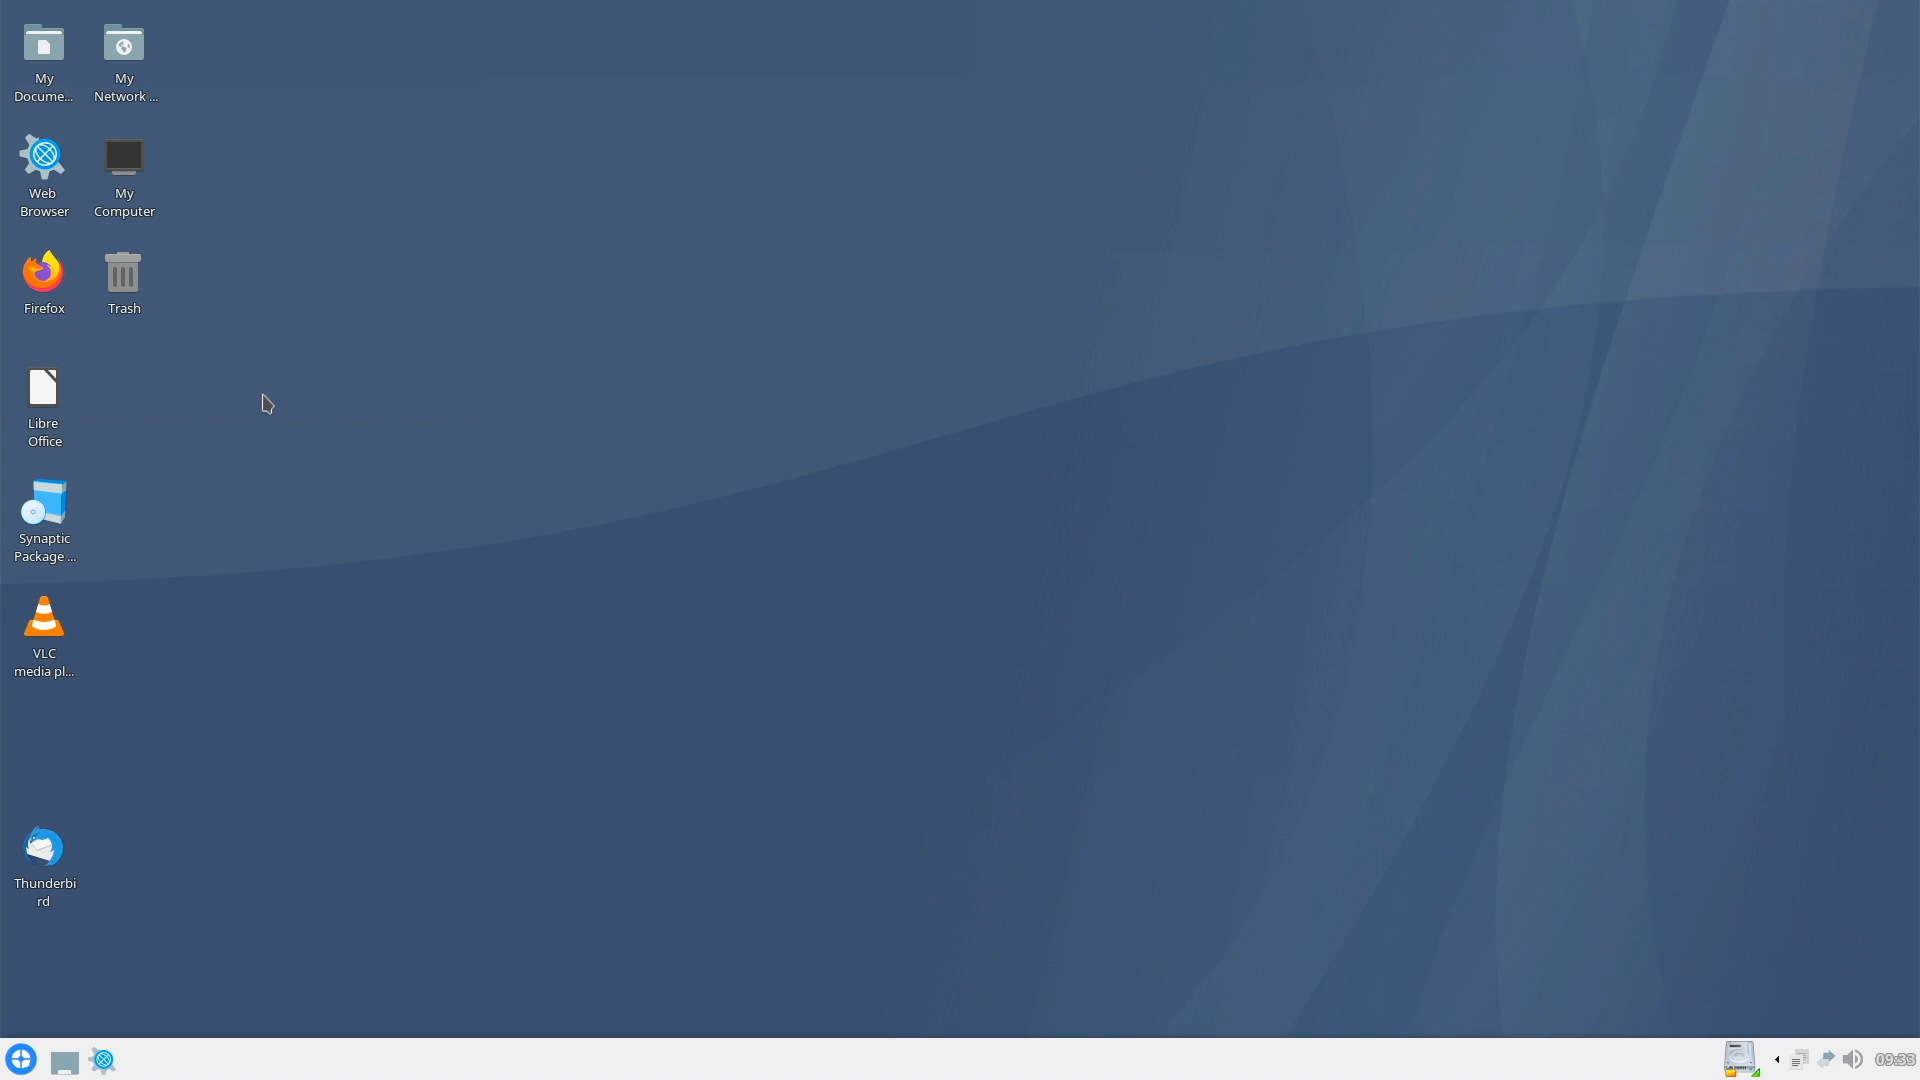 My
Docume...
My
Network ...
Web
Browser
My
Computer
Firefox
Trash
Libre
Office
Synaptic
Package ...
VLC
media pl...
Thunderbi
rd
09:33